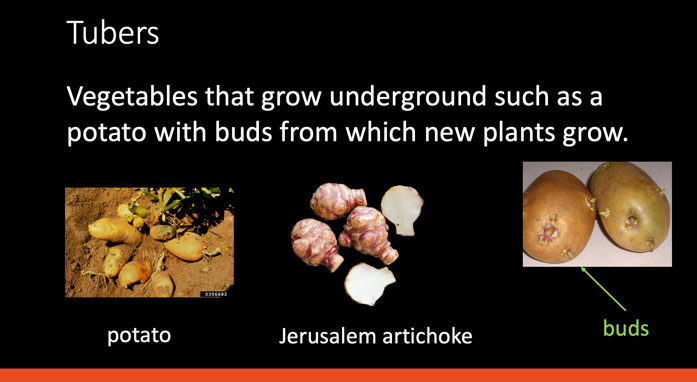 Tubers
Vegetables that grow underground such as a
potato with buds from which new plants grow.
5356693
potato
Jerusalem artichoke
buds